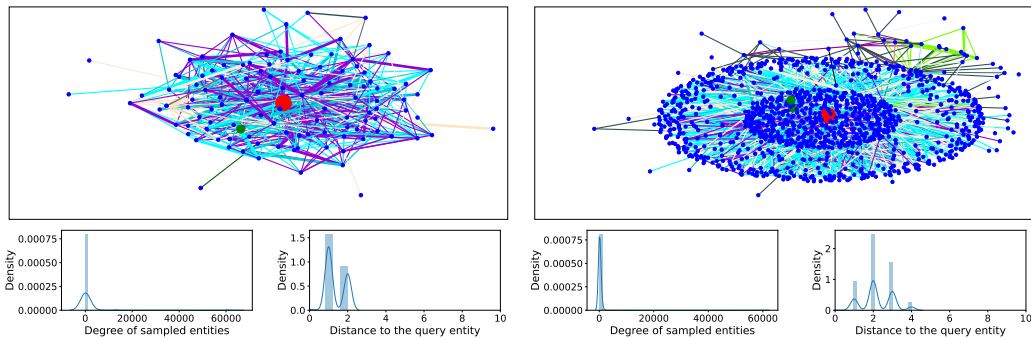 Density
0.00075
0.00050
0.00025
0.00000
0 20000 40000 60000
Degree of sampled entities
Density
1.5
1.0
0.5
0.0
0 2 4 6 8 10
Distance to the query entity
Density
0.00075
0.00050
0.00025
0.00000
0 20000 40000 60000
Degree of sampled entities
Density
2
1
0
0 2 4 6 8 10
Distance to the query entity